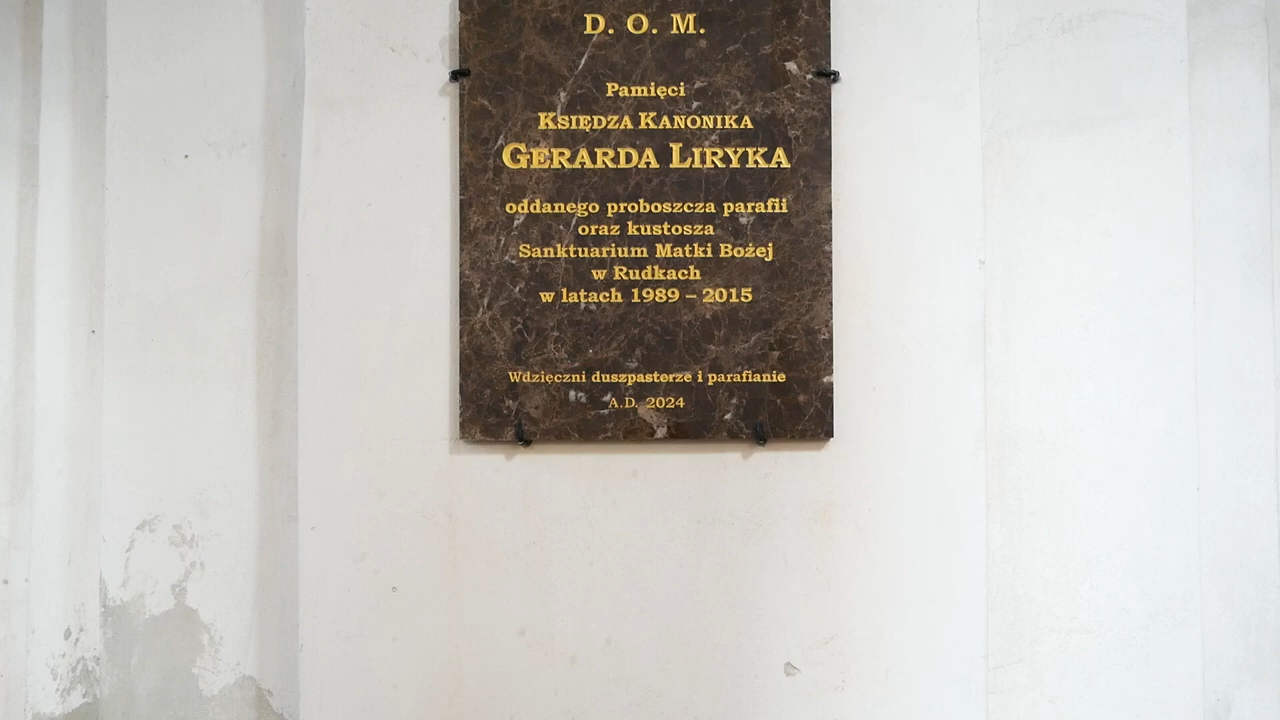 D. O. M.
Pamięci
KSIĘDZA KANONIKA
GERARDA LIRYKA
oddanego proboszcza parafii
oraz kustosza
Sanktuarium Matki Bożej
w Rudkach
w latach 1989 – 2015
Wdzięczni duszpasterze i parafianie
A.D. 2024